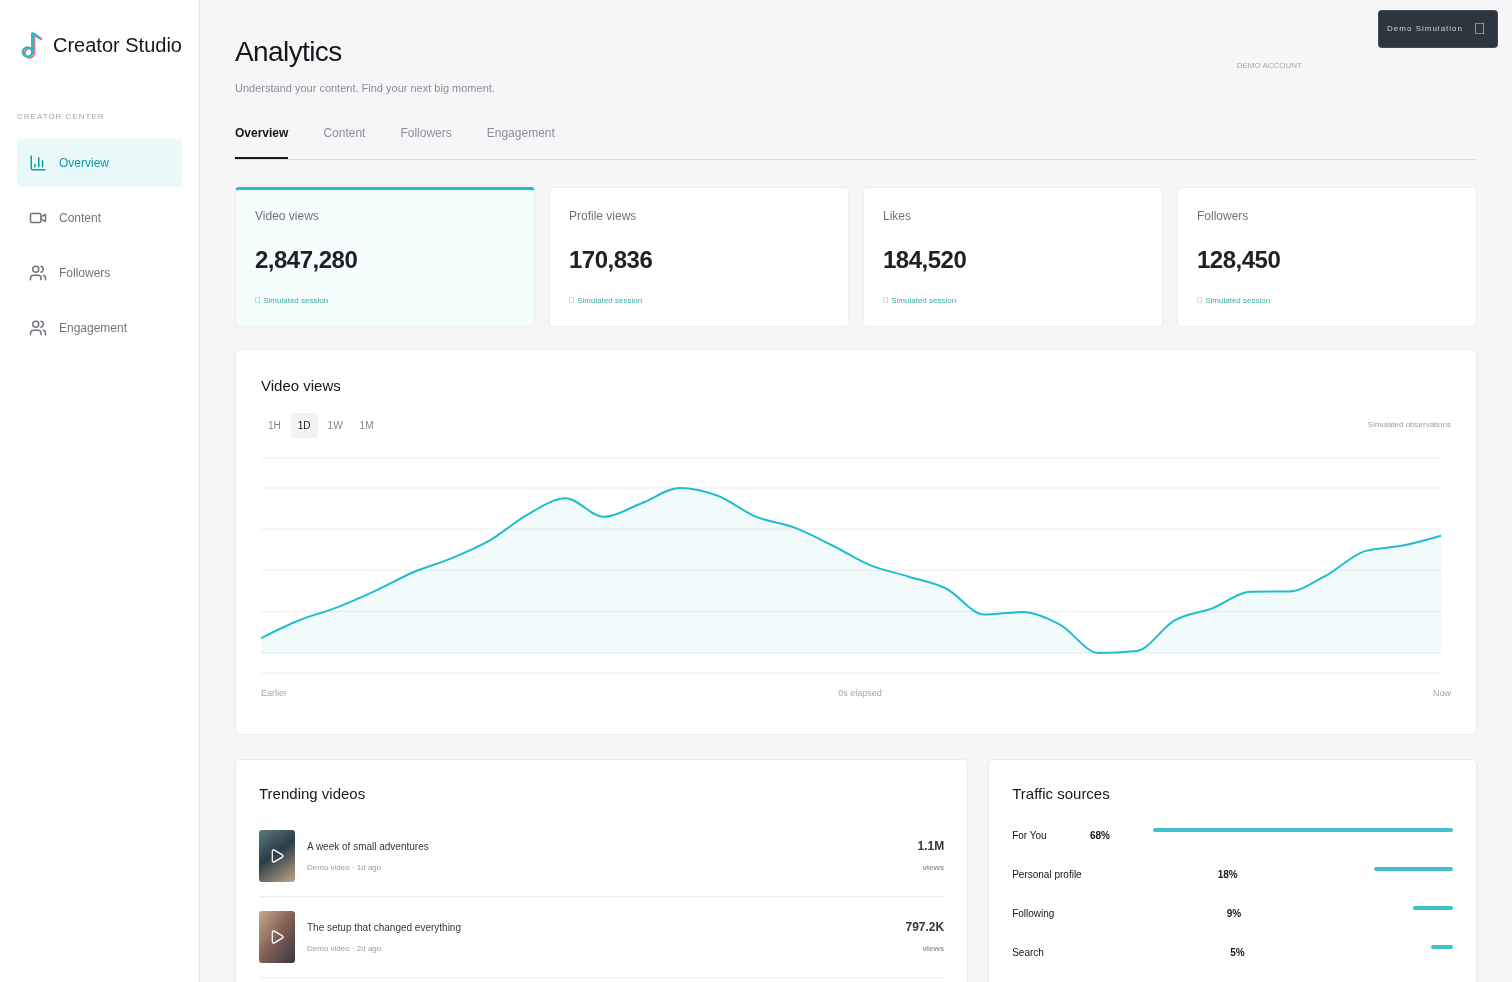 Creator Studio
CREATOR CENTER
Overview
Content
Followers
Engagement
Demo Simulation
Analytics
DEMO ACCOUNT
Understand your content. Find your next big moment.
Overview Content Followers Engagement
Video views
2,847,280
Simulated session
Profile views
170,836
Simulated session
Likes
184,520
Simulated session
Followers
128,450
Simulated session
Video views
1H 1D 1W 1M
Simulated observations
Earlier 0s elapsed Now
Trending videos
A week of small adventures 1.1M
Demo video · 1d ago views
The setup that changed everything 797.2K
Demo video · 2d ago views
Traffic sources
For You 68%
Personal profile 18%
Following 9%
Search 5%